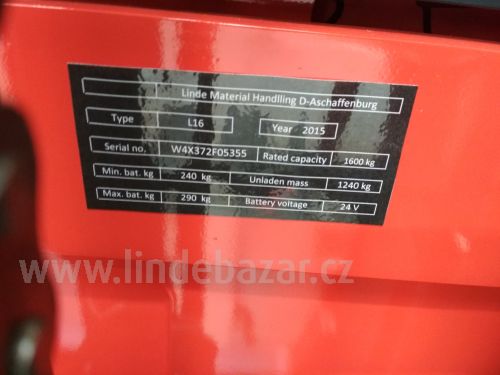 Linde Material Handlling D-Aschaffenburg
Type L16 Year 2015
Serial no. W4X372F05355 Rated capacity 1600 kg
Min. bat. kg 240 kg Unladen mass 1240 kg
Max. bat. kg 290 kg Battery voltage 24 V
www.lindebazar.cz